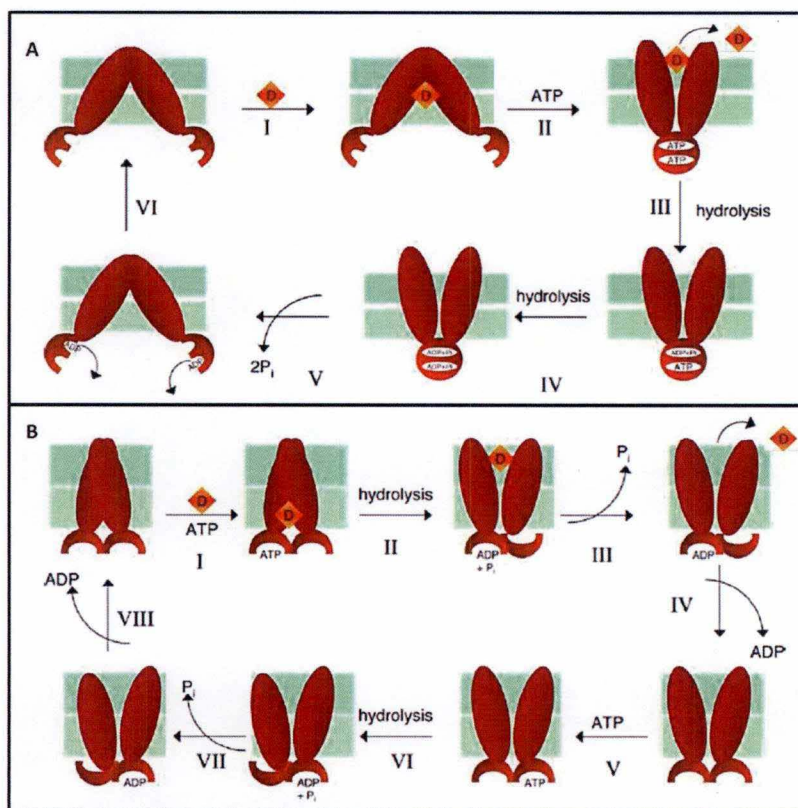 A
D
I
D
ATP
II
D
D
ATP
ATP
III
hydrolysis
VI
hydrolysis
IV
ADP+Pi
ADP+Pi
ADP+Pi
ATP
2Pi
V
ADP
ADP
B
D
ATP
I
D
ATP
hydrolysis
II
D
ADP
+ Pi
Pi
III
D
ADP
IV
ADP
ADP
VIII
ATP
V
ATP
hydrolysis
VI
ADP
+ Pi
Pi
VII
ADP